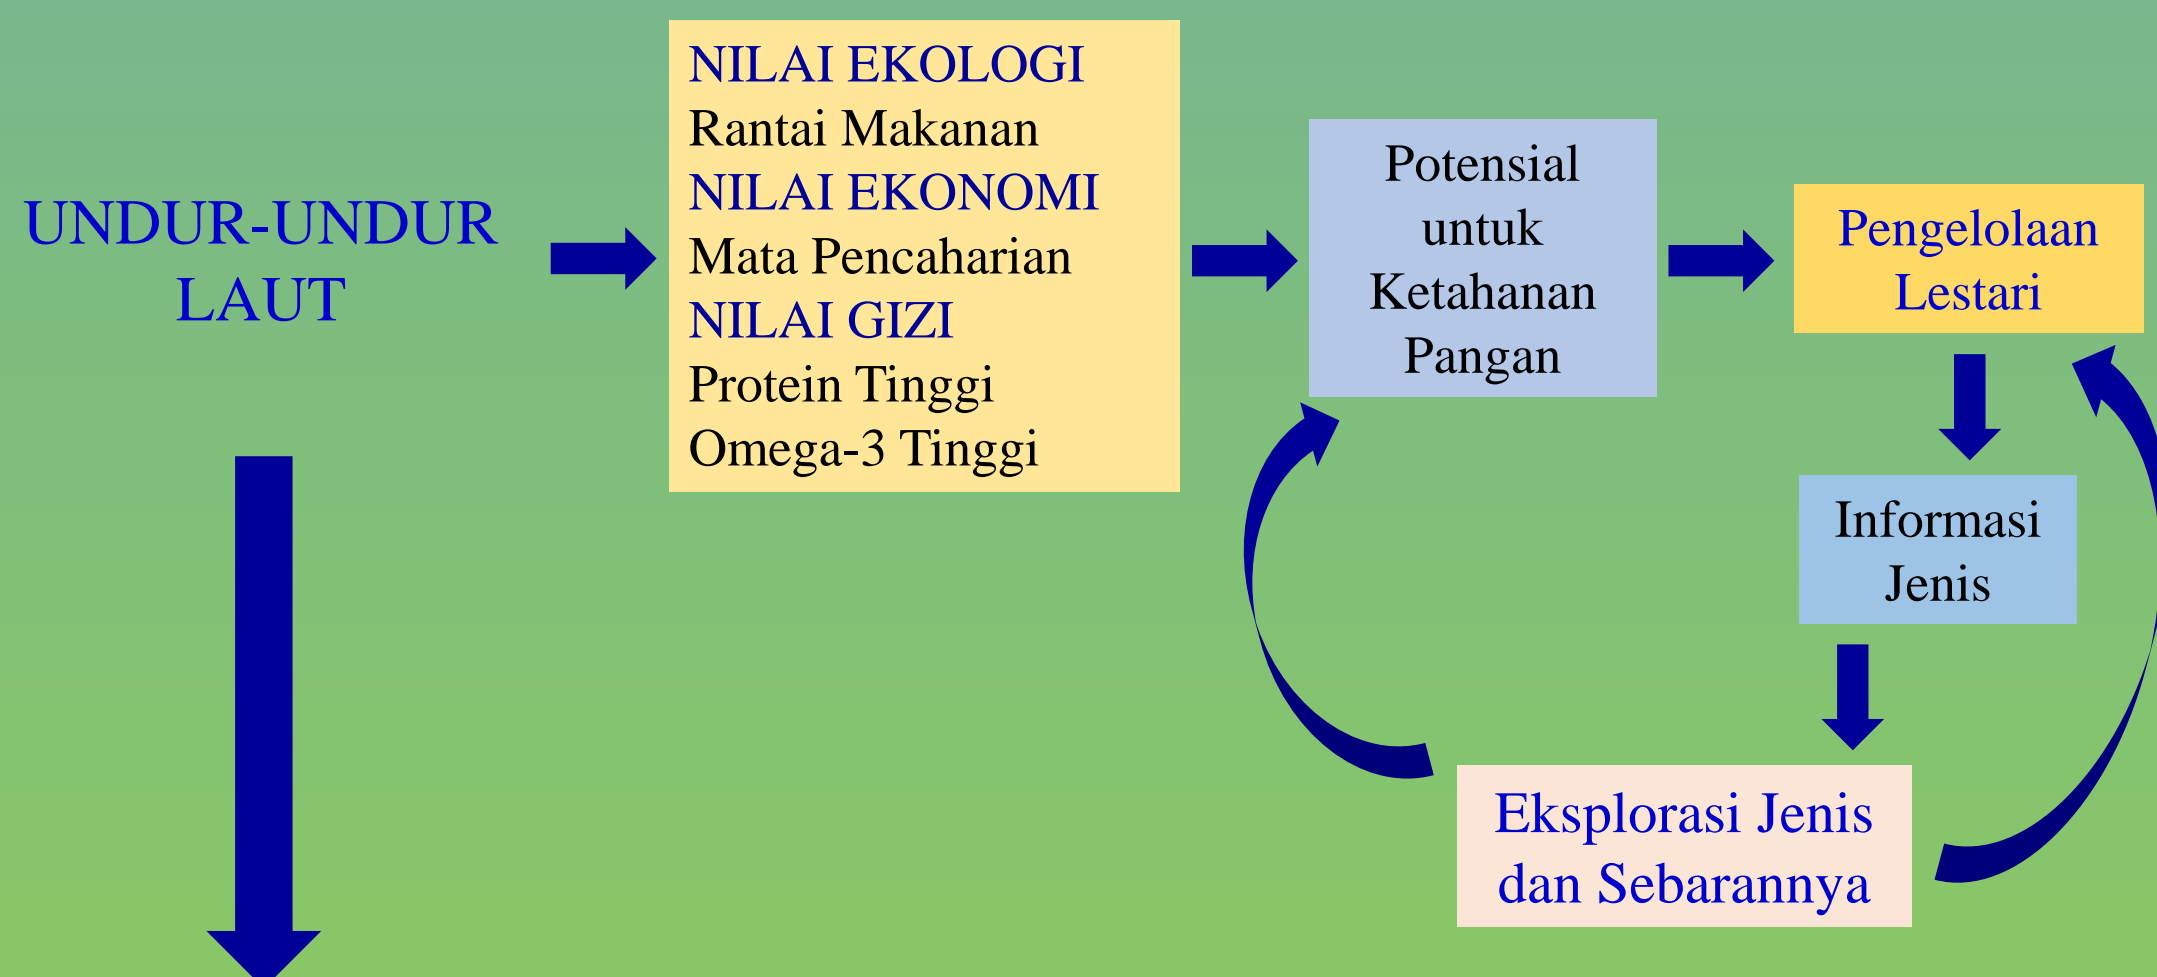 UNDUR-UNDUR
LAUT
NILAI EKOLOGI
Rantai Makanan
NILAI EKONOMI
Mata Pencaharian
NILAI GIZI
Protein Tinggi
Omega-3 Tinggi
Potensial
untuk
Ketahanan
Pangan
Pengelolaan
Lestari
Informasi
Jenis
Eksplorasi Jenis
dan Sebarannya